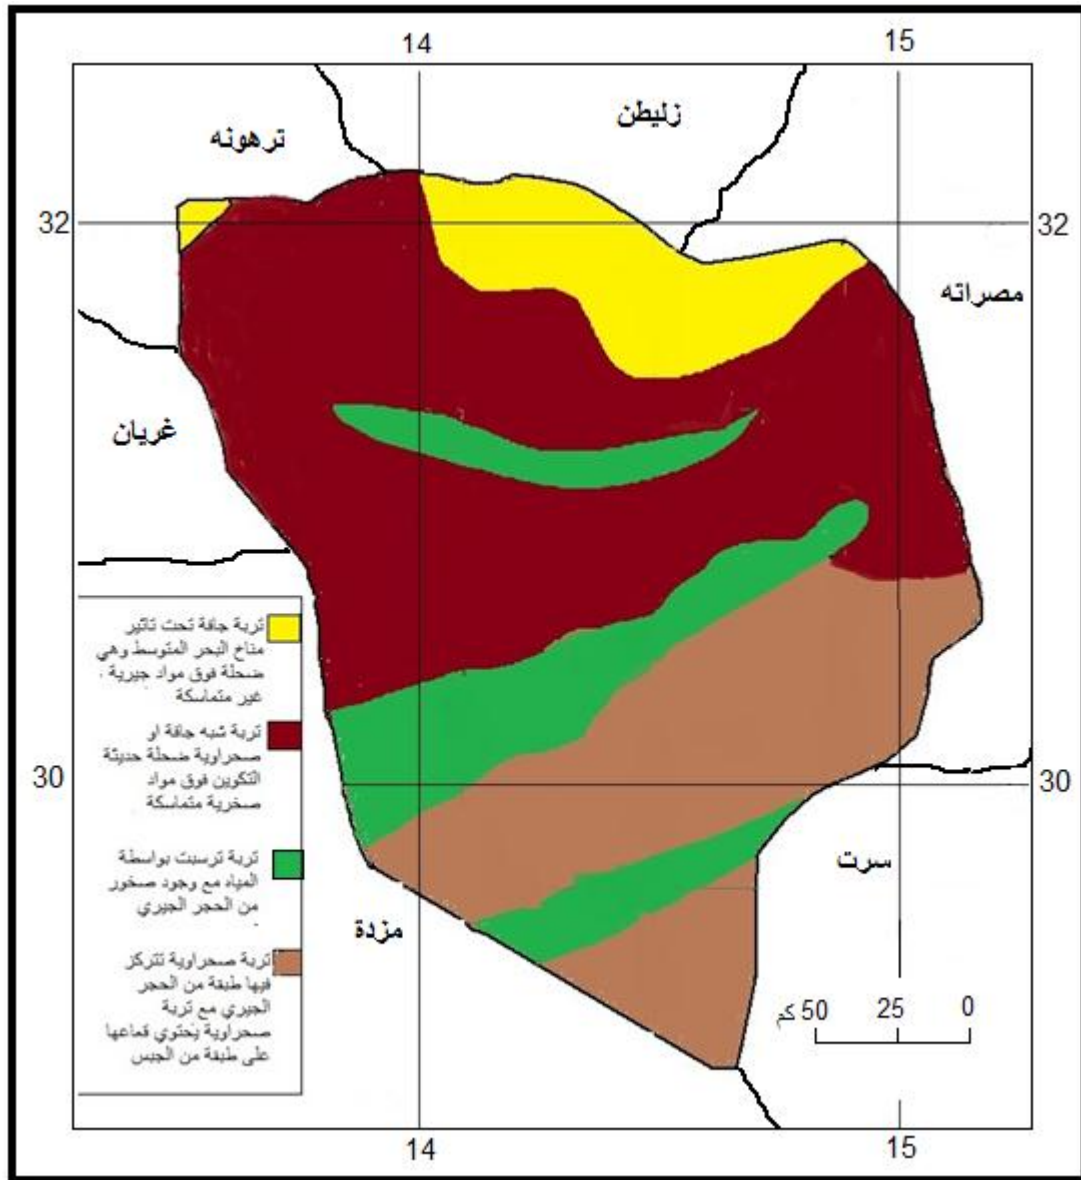 14
15
زليطن
ترهونه
32
32
مصراته
غريان
تربة جافة تحت تاثير
مناخ البحر المتوسط وهي
ضحلة فوق مواد جيرية
غير متماسكة
تربة شبه جافة او
صحراوية ضحلة حديثة
التكوين فوق مواد
صخرية متماسكة
30
30
تربة ترسبت بواسطة
المياه مع وجود صخور
من الحجر الجيري
سرت
مزدة
تربة صحراوية تتركز
فيها طبقة من الحجر
الجيري مع تربة
صحراوية يحتوي قماعها
على طبقة من الجبس
0 25 50 كم
14
15